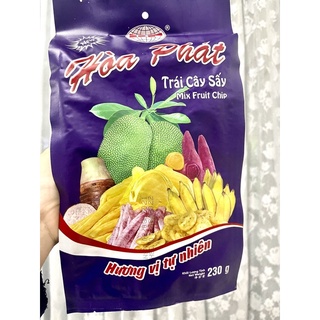 Hòa Phát
Trái Cây Sấy
Mix Fruit Chip
Hương vị tự nhiên
230 g